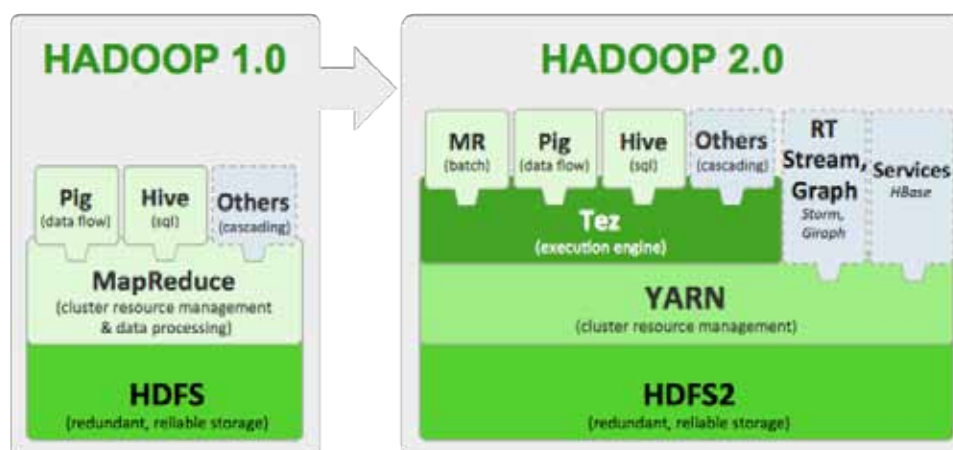 HADOOP 1.0
Pig
(data flow)
Hive
(sql)
Others
(cascading)
MapReduce
(cluster resource management
& data processing)
HDFS
(redundant, reliable storage)
HADOOP 2.0
MR
(batch)
Pig
(data flow)
Hive
(sql)
Others
(cascading)
RT
Stream,
Graph
Storm,
Giraph
Services
HBase
Tez
(execution engine)
YARN
(cluster resource management)
HDFS2
(redundant, reliable storage)